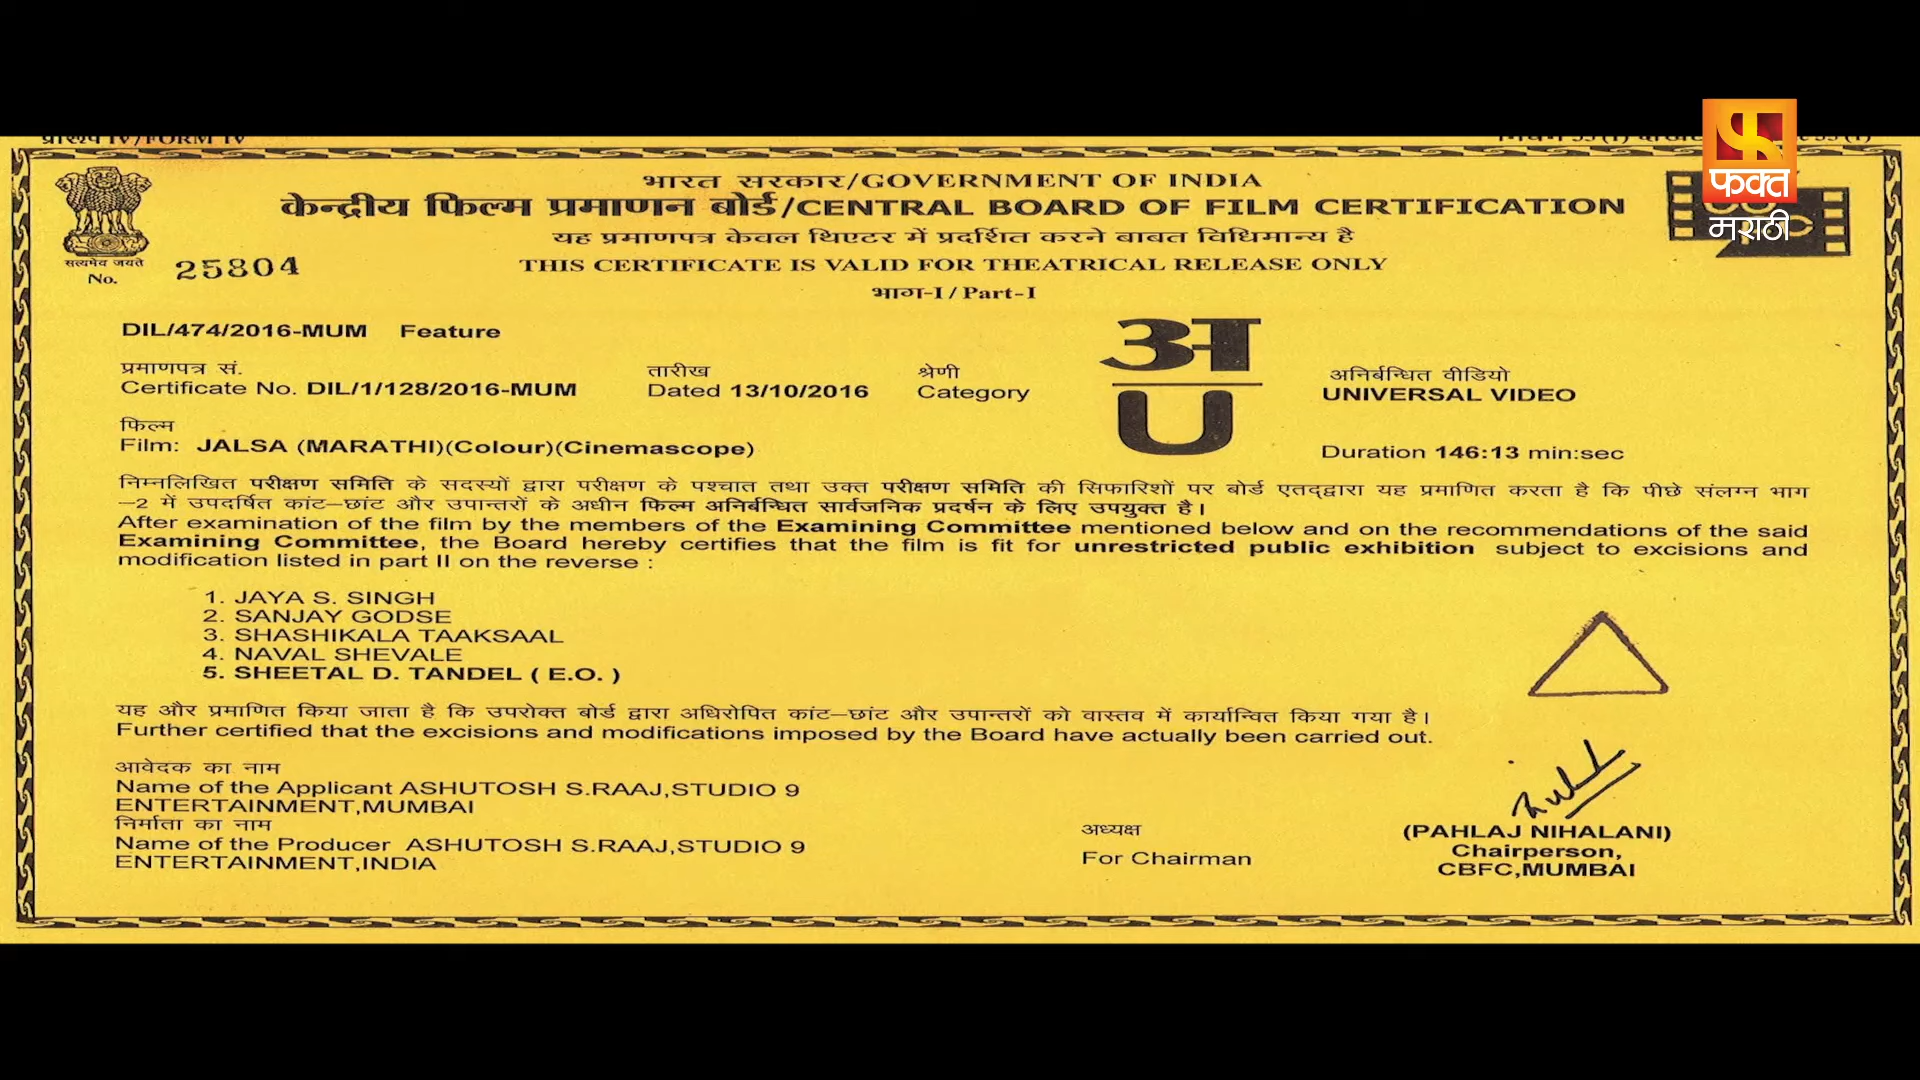 प्रारूप IV/FORM IV
भारत सरकार/GOVERNMENT OF INDIA
केन्द्रीय फिल्म प्रमाणन बोर्ड/CENTRAL BOARD OF FILM CERTIFICATION
यह प्रमाणपत्र केवल थिएटर में प्रदर्शित करने बाबत विधिमान्य है
THIS CERTIFICATE IS VALID FOR THEATRICAL RELEASE ONLY
भाग-I / Part-I
सत्यमेव जयते
No. 25804
फक्त
मराठी
DIL/474/2016-MUM Feature
प्रमाणपत्र सं.
Certificate No. DIL/1/128/2016-MUM
तारीख
Dated 13/10/2016
श्रेणी
Category
अ
U
अनिर्बन्धित वीडियो
UNIVERSAL VIDEO
फिल्म
Film: JALSA (MARATHI)(Colour)(Cinemascope)
Duration 146:13 min:sec
निम्नलिखित परीक्षण समिति के सदस्यों द्वारा परीक्षण के पश्चात तथा उक्त परीक्षण समिति की सिफारिशों पर बोर्ड एतद्द्वारा यह प्रमाणित करता है कि पीछे संलग्न भाग
–2 में उपदर्षित कांट–छांट और उपान्तरों के अधीन फिल्म अनिर्बन्धित सार्वजनिक प्रदर्षन के लिए उपयुक्त है।
After examination of the film by the members of the Examining Committee mentioned below and on the recommendations of the said
Examining Committee, the Board hereby certifies that the film is fit for unrestricted public exhibition subject to excisions and
modification listed in part II on the reverse :
1. JAYA S. SINGH
2. SANJAY GODSE
3. SHASHIKALA TAAKSAAL
4. NAVAL SHEVALE
5. SHEETAL D. TANDEL ( E.O. )
यह और प्रमाणित किया जाता है कि उपरोक्त बोर्ड द्वारा अधिरोपित कांट–छांट और उपान्तरों को वास्तव में कार्यान्वित किया गया है।
Further certified that the excisions and modifications imposed by the Board have actually been carried out.
आवेदक का नाम
Name of the Applicant ASHUTOSH S.RAAJ,STUDIO 9
ENTERTAINMENT,MUMBAI
निर्माता का नाम
Name of the Producer ASHUTOSH S.RAAJ,STUDIO 9
ENTERTAINMENT,INDIA
अध्यक्ष
For Chairman
(PAHLAJ NIHALANI)
Chairperson,
CBFC,MUMBAI